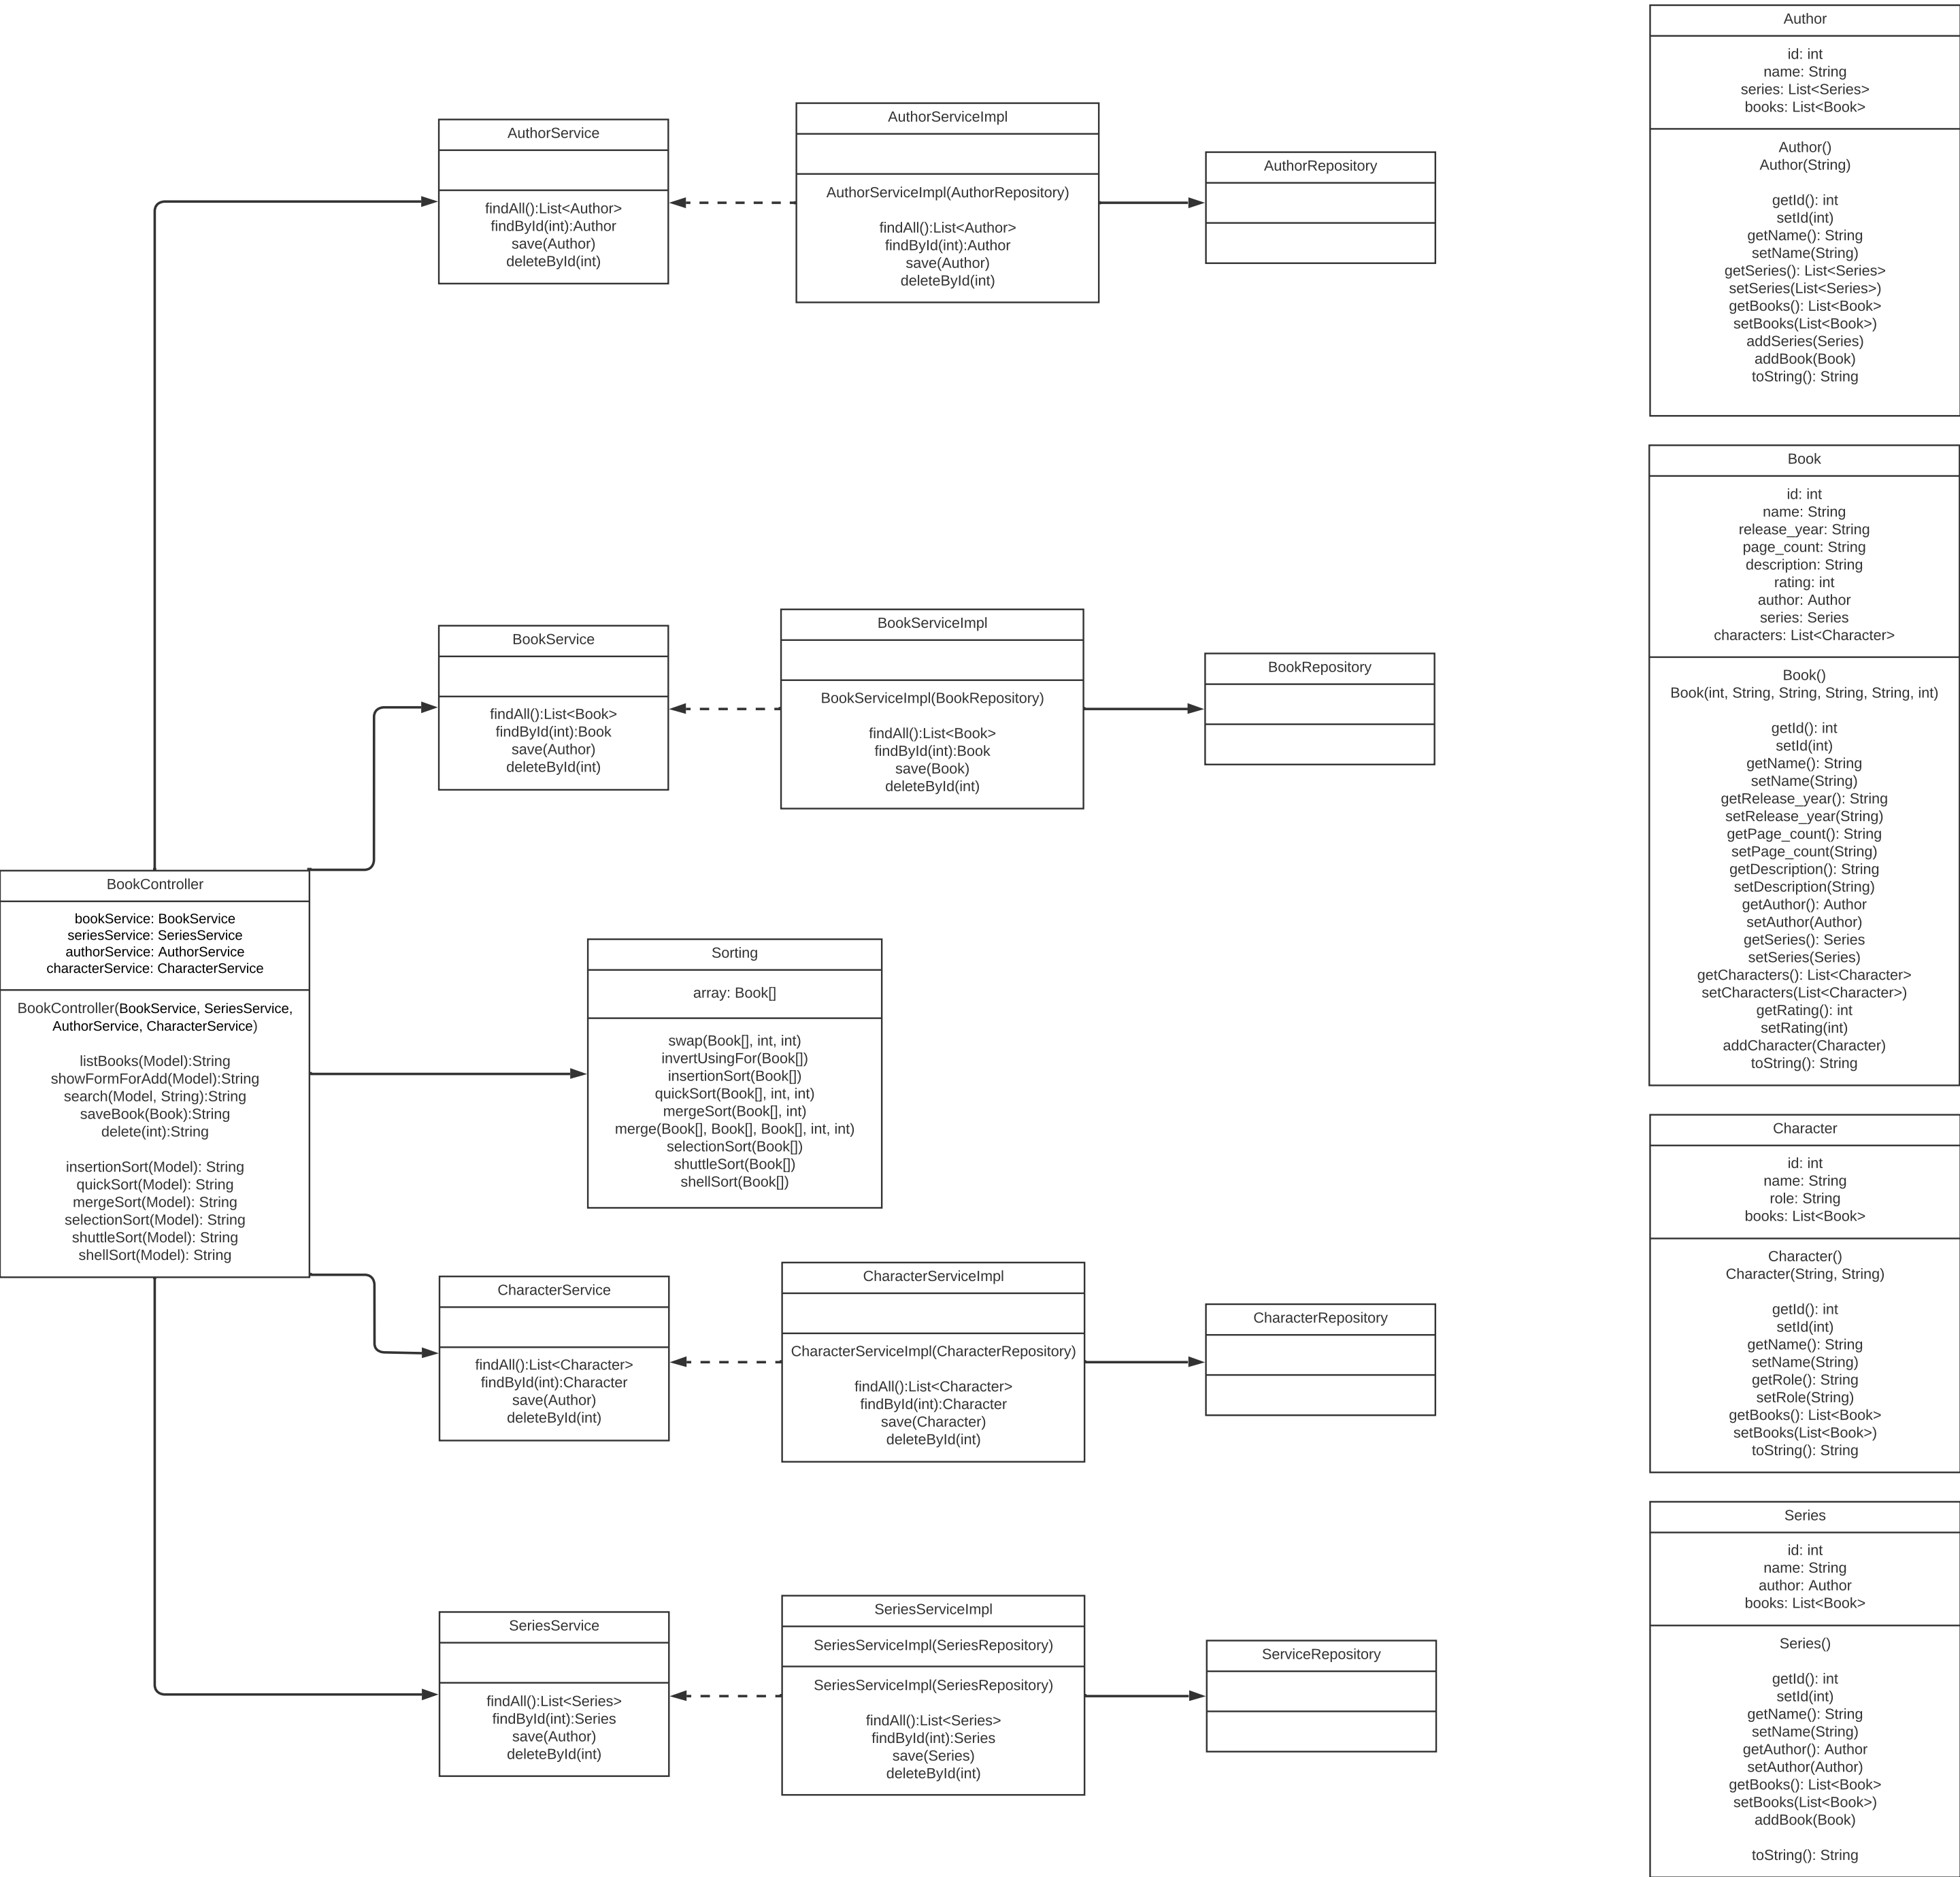 AuthorService
findAll():List<Author>
findById(int):Author
save(Author)
deleteById(int)
AuthorServiceImpl
AuthorServiceImpl(AuthorRepository)
findAll():List<Author>
findById(int):Author
save(Author)
deleteById(int)
AuthorRepository
BookService
findAll():List<Book>
findById(int):Book
save(Author)
deleteById(int)
BookServiceImpl
BookServiceImpl(BookRepository)
findAll():List<Book>
findById(int):Book
save(Book)
deleteById(int)
BookRepository
BookController
bookService: BookService
seriesService: SeriesService
authorService: AuthorService
characterService: CharacterService
BookController(BookService, SeriesService,
AuthorService, CharacterService)
listBooks(Model):String
showFormForAdd(Model):String
search(Model, String):String
saveBook(Book):String
delete(int):String
insertionSort(Model): String
quickSort(Model): String
mergeSort(Model): String
selectionSort(Model): String
shuttleSort(Model): String
shellSort(Model): String
Sorting
array: Book[]
swap(Book[], int, int)
invertUsingFor(Book[])
insertionSort(Book[])
quickSort(Book[], int, int)
mergeSort(Book[], int)
merge(Book[], Book[], Book[], int, int)
selectionSort(Book[])
shuttleSort(Book[])
shellSort(Book[])
CharacterService
findAll():List<Character>
findById(int):Character
save(Author)
deleteById(int)
CharacterServiceImpl
CharacterServiceImpl(CharacterRepository)
findAll():List<Character>
findById(int):Character
save(Character)
deleteById(int)
CharacterRepository
SeriesService
findAll():List<Series>
findById(int):Series
save(Author)
deleteById(int)
SeriesServiceImpl
SeriesServiceImpl(SeriesRepository)
SeriesServiceImpl(SeriesRepository)
findAll():List<Series>
findById(int):Series
save(Series)
deleteById(int)
ServiceRepository
Author
id: int
name: String
series: List<Series>
books: List<Book>
Author()
Author(String)
getId(): int
setId(int)
getName(): String
setName(String)
getSeries(): List<Series>
setSeries(List<Series>)
getBooks(): List<Book>
setBooks(List<Book>)
addSeries(Series)
addBook(Book)
toString(): String
Book
id: int
name: String
release_year: String
page_count: String
description: String
rating: int
author: Author
series: Series
characters: List<Character>
Book()
Book(int, String, String, String, String, int)
getId(): int
setId(int)
getName(): String
setName(String)
getRelease_year(): String
setRelease_year(String)
getPage_count(): String
setPage_count(String)
getDescription(): String
setDescription(String)
getAuthor(): Author
setAuthor(Author)
getSeries(): Series
setSeries(Series)
getCharacters(): List<Character>
setCharacters(List<Character>)
getRating(): int
setRating(int)
addCharacter(Character)
toString(): String
Character
id: int
name: String
role: String
books: List<Book>
Character()
Character(String, String)
getId(): int
setId(int)
getName(): String
setName(String)
getRole(): String
setRole(String)
getBooks(): List<Book>
setBooks(List<Book>)
toString(): String
Series
id: int
name: String
author: Author
books: List<Book>
Series()
getId(): int
setId(int)
getName(): String
setName(String)
getAuthor(): Author
setAuthor(Author)
getBooks(): List<Book>
setBooks(List<Book>)
addBook(Book)
toString(): String